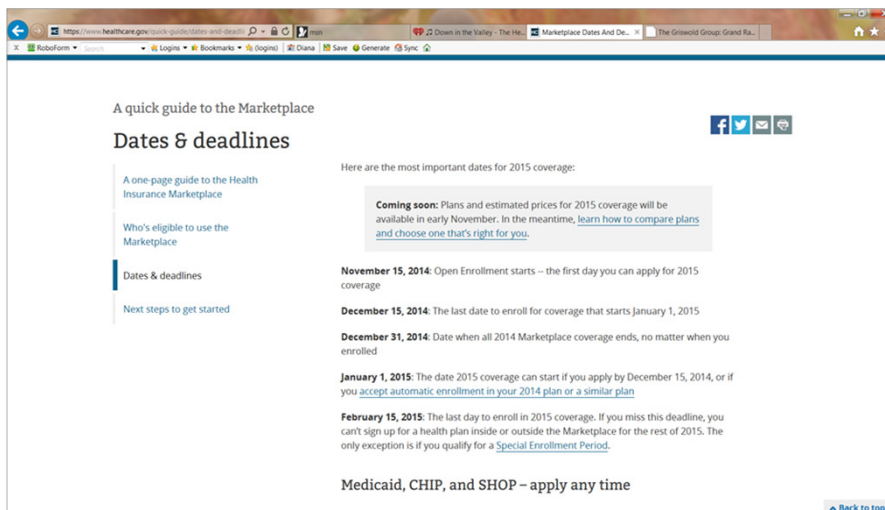 https://www.healthcare.gov/quick-guide/dates-and-deadli
msn
Down in the Valley - The He...
Marketplace Dates And De...
The Griswold Group: Grand Ra...
X RoboForm Search Logins Bookmarks (logins) Diana Save Generate Sync
A quick guide to the Marketplace
Dates & deadlines
A one-page guide to the Health
Insurance Marketplace
Who's eligible to use the
Marketplace
Dates & deadlines
Next steps to get started
Here are the most important dates for 2015 coverage:
Coming soon: Plans and estimated prices for 2015 coverage will be
available in early November. In the meantime, learn how to compare plans
and choose one that's right for you.
November 15, 2014: Open Enrollment starts -- the first day you can apply for 2015
coverage
December 15, 2014: The last date to enroll for coverage that starts January 1, 2015
December 31, 2014: Date when all 2014 Marketplace coverage ends, no matter when you
enrolled
January 1, 2015: The date 2015 coverage can start if you apply by December 15, 2014, or if
you accept automatic enrollment in your 2014 plan or a similar plan
February 15, 2015: The last day to enroll in 2015 coverage. If you miss this deadline, you
can't sign up for a health plan inside or outside the Marketplace for the rest of 2015. The
only exception is if you qualify for a Special Enrollment Period.
Medicaid, CHIP, and SHOP – apply any time
Back to top